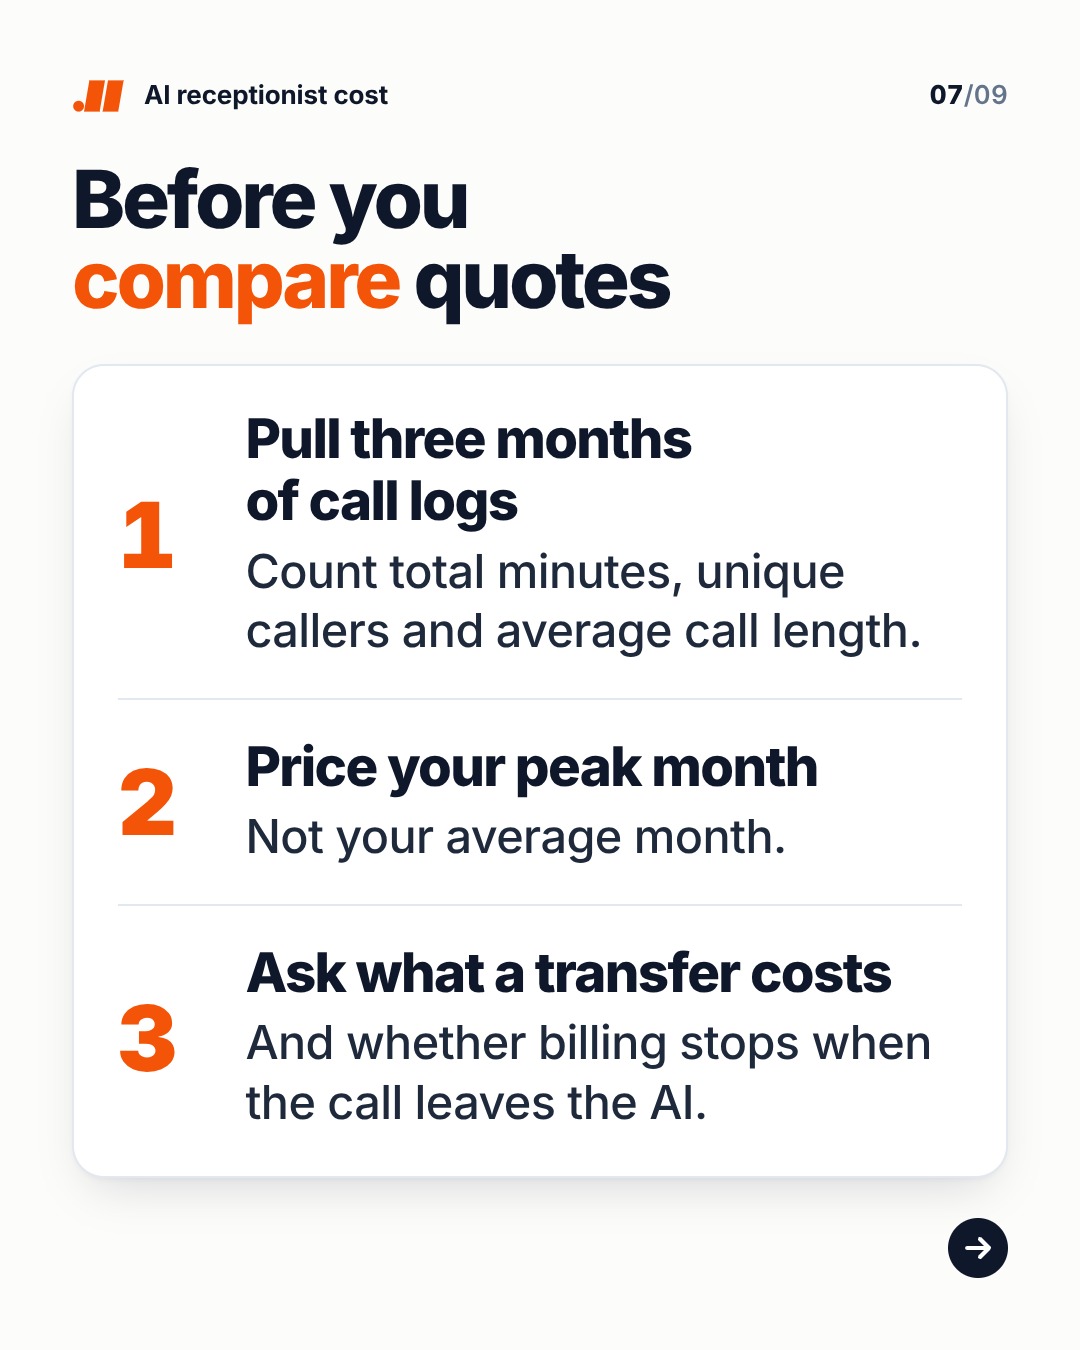 AI receptionist cost
07/09
Before you
compare quotes
1
Pull three months
of call logs
Count total minutes, unique
callers and average call length.
2
Price your peak month
Not your average month.
3
Ask what a transfer costs
And whether billing stops when
the call leaves the AI.